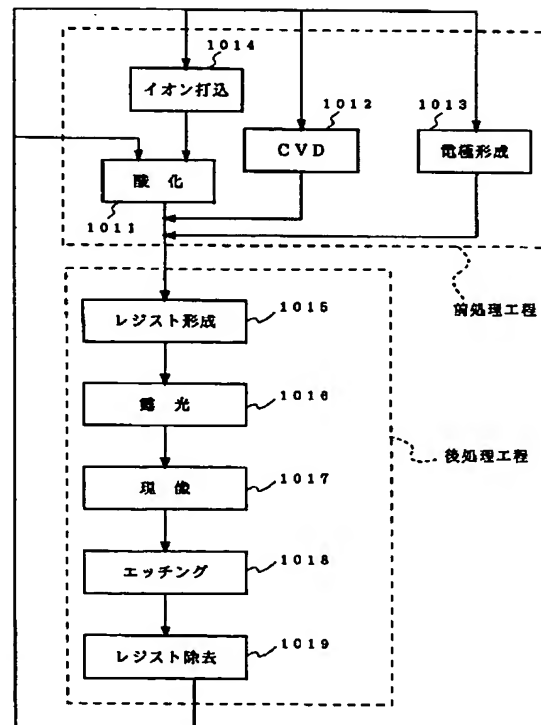 1014
イオン打込
1012
CVD
1013
電極形成
酸 化
1011
前処理工程
レジスト形成
1015
露 光
1016
後処理工程
現 像
1017
エッチング
1018
レジスト除去
1019